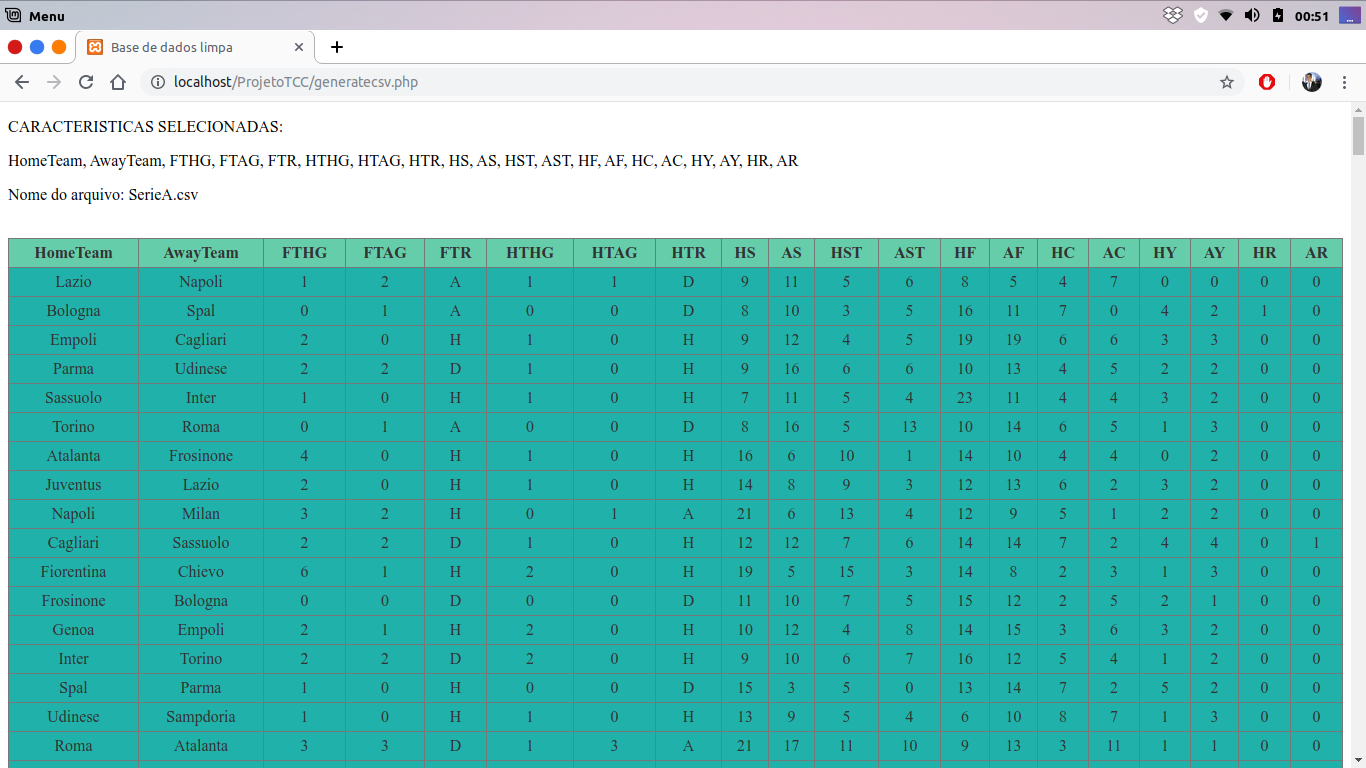 Menu
00:51
Base de dados limpa
localhost/ProjetoTCC/generatecsv.php
CARACTERISTICAS SELECIONADAS:
HomeTeam, AwayTeam, FTHG, FTAG, FTR, HTHG, HTAG, HTR, HS, AS, HST, AST, HF, AF, HC, AC, HY, AY, HR, AR
Nome do arquivo: SerieA.csv
HomeTeam AwayTeam FTHG FTAG FTR HTHG HTAG HTR HS AS HST AST HF AF HC AC HY AY HR AR
Lazio Napoli 1 2 A 1 1 D 9 11 5 6 8 5 4 7 0 0 0 0
Bologna Spal 0 1 A 0 0 D 8 10 3 5 16 11 7 0 4 2 1 0
Empoli Cagliari 2 0 H 1 0 H 9 12 4 5 19 19 6 6 3 3 0 0
Parma Udinese 2 2 D 1 0 H 9 16 6 6 10 13 4 5 2 2 0 0
Sassuolo Inter 1 0 H 1 0 H 7 11 5 4 23 11 4 4 3 2 0 0
Torino Roma 0 1 A 0 0 D 8 16 5 13 10 14 6 5 1 3 0 0
Atalanta Frosinone 4 0 H 1 0 H 16 6 10 1 14 10 4 4 0 2 0 0
Juventus Lazio 2 0 H 1 0 H 14 8 9 3 12 13 6 2 3 2 0 0
Napoli Milan 3 2 H 0 1 A 21 6 13 4 12 9 5 1 2 2 0 0
Cagliari Sassuolo 2 2 D 1 0 H 12 12 7 6 14 14 7 2 4 4 0 1
Fiorentina Chievo 6 1 H 2 0 H 19 5 15 3 14 8 2 3 1 3 0 0
Frosinone Bologna 0 0 D 0 0 D 11 10 7 5 15 12 2 5 2 1 0 0
Genoa Empoli 2 1 H 2 0 H 10 12 4 8 14 15 3 6 3 2 0 0
Inter Torino 2 2 D 2 0 H 9 10 6 7 16 12 5 4 1 2 0 0
Spal Parma 1 0 H 0 0 D 15 3 5 0 13 14 7 2 5 2 0 0
Udinese Sampdoria 1 0 H 1 0 H 13 9 5 4 6 10 8 7 1 3 0 0
Roma Atalanta 3 3 D 1 3 A 21 17 11 10 9 13 3 11 1 1 0 0